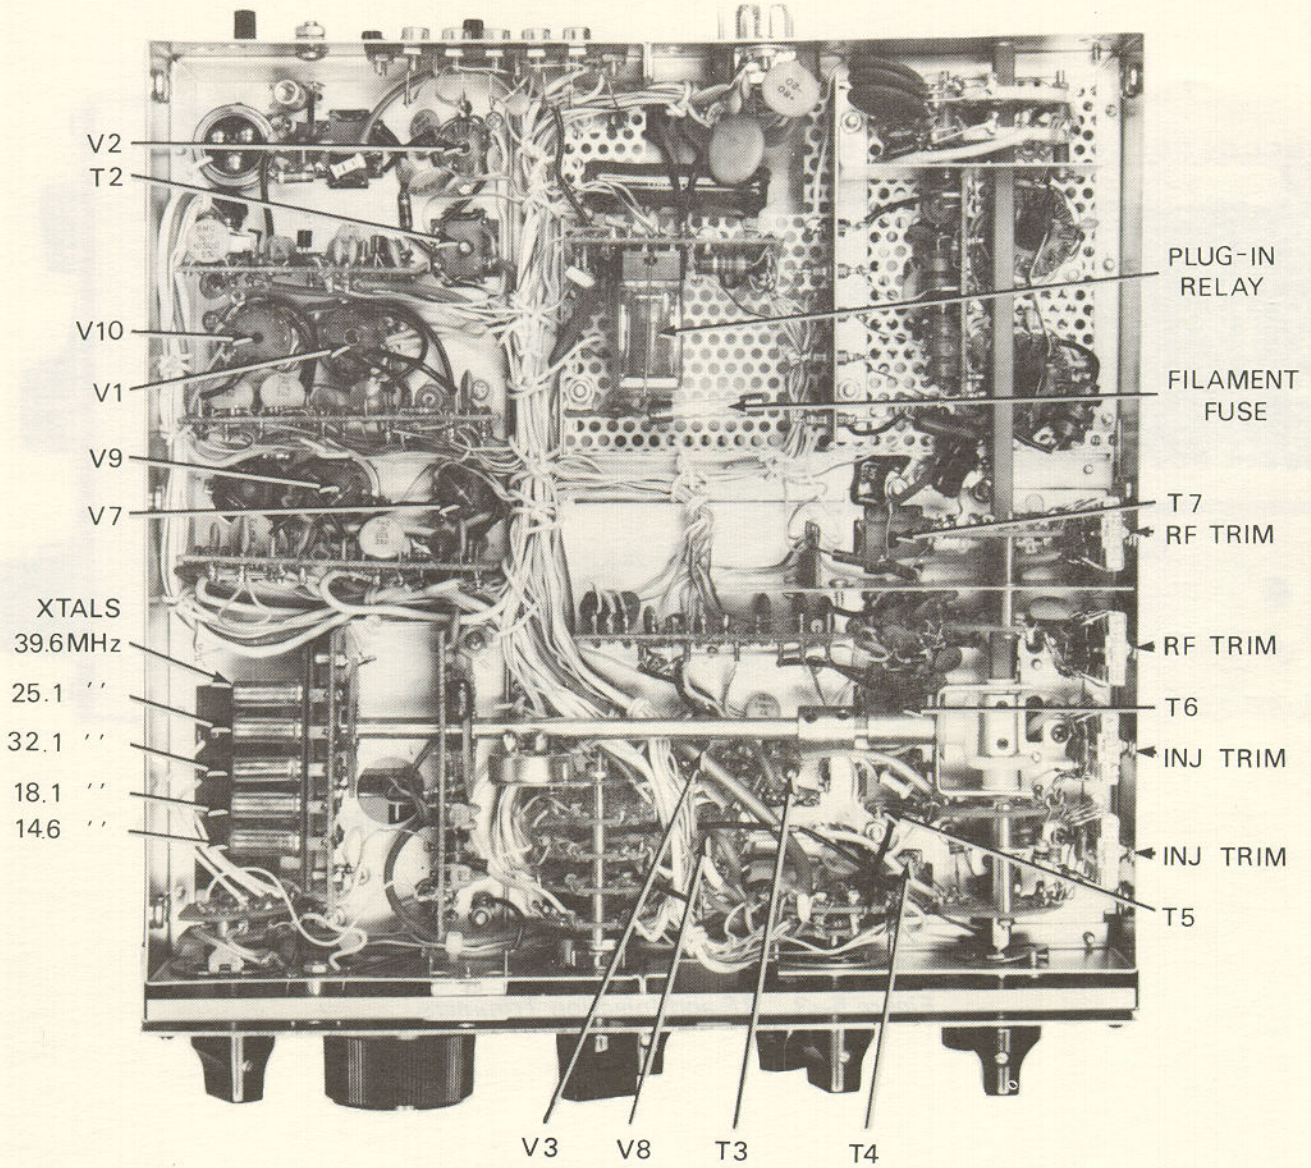 V2
T2
V10
V1
V9
V7
XTALS
39.6MHz
25.1 ′′
32.1 ′′
18.1 ′′
14.6 ′′
PLUG-IN
RELAY
FILAMENT
FUSE
T7
RF TRIM
RF TRIM
T6
INJ TRIM
INJ TRIM
T5
V3
V8
T3
T4